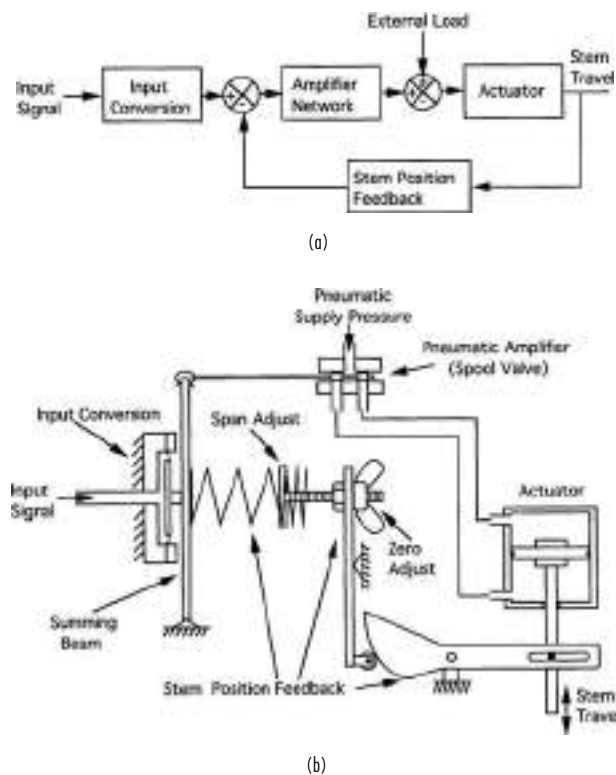 External Load
Input
Signal
Input
Conversion
Amplifier
Network
Actuator
Stem
Travel
Stem Position
Feedback
(a)
Pneumatic
Supply Pressure
Pneumatic Amplifier
(Spool Valve)
Input Conversion
Span Adjust
Input
Signal
Actuator
Zero
Adjust
Summing
Beam
Stem Position Feedback
Stem
Travel
(b)